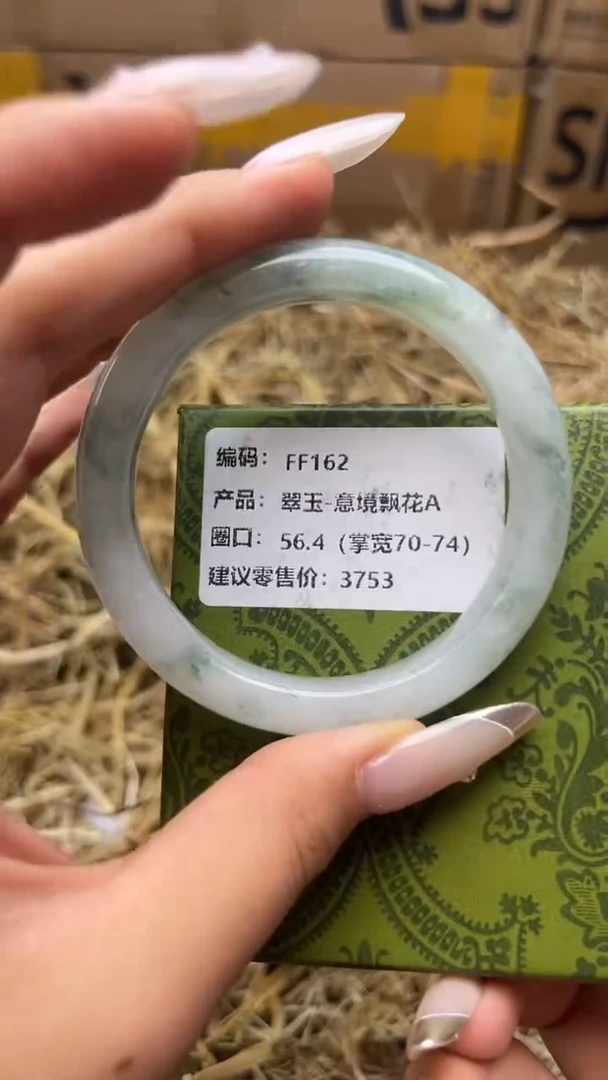 编码：FF162
产品：翠玉-意境飘花A
圈口：56.4（掌宽70-74）
建议零售价：3753